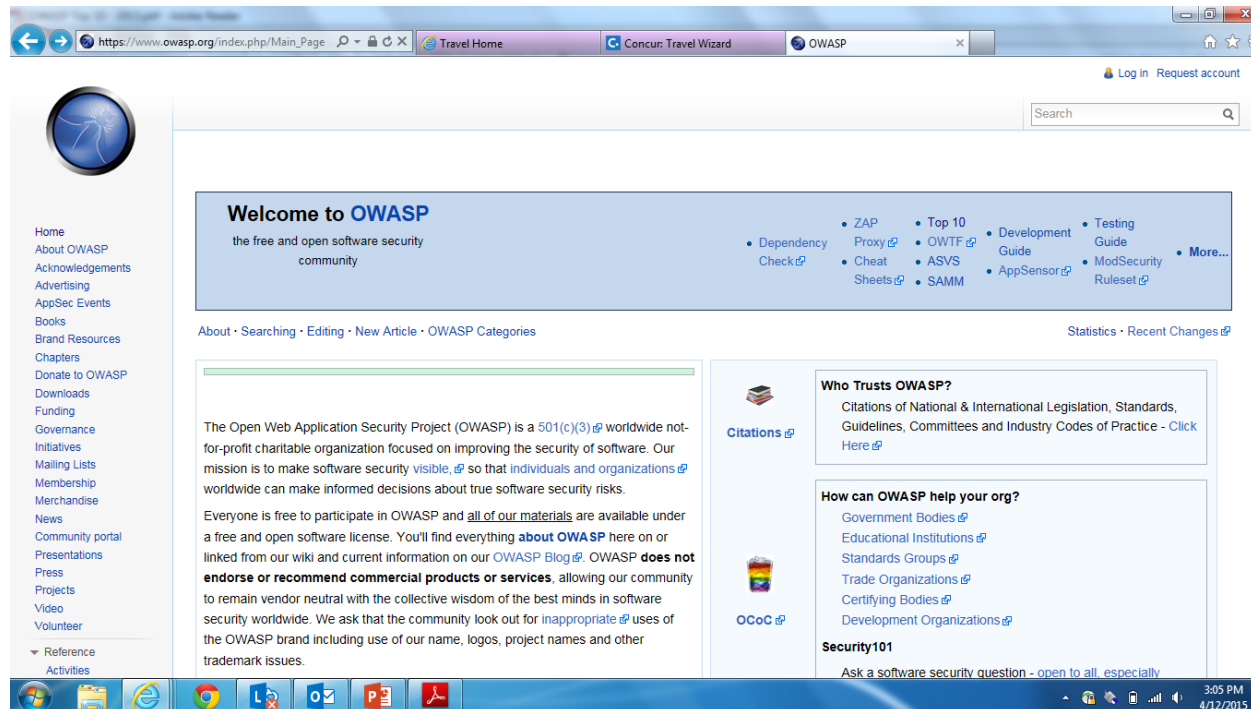 https://www.owasp.org/index.php/Main_Page
Travel Home
Concur: Travel Wizard
OWASP
Log in Request account
Search
Home
About OWASP
Acknowledgements
Advertising
AppSec Events
Books
Brand Resources
Chapters
Donate to OWASP
Downloads
Funding
Governance
Initiatives
Mailing Lists
Membership
Merchandise
News
Community portal
Presentations
Press
Projects
Video
Volunteer
Reference
Activities
Welcome to OWASP
the free and open software security
community
• Dependency
Check
• ZAP
Proxy
• Cheat
Sheets
• Top 10
• OWTF
• ASVS
• SAMM
• Development
Guide
• AppSensor
• Testing
Guide
• ModSecurity
Ruleset
• More...
About · Searching · Editing · New Article · OWASP Categories
Statistics · Recent Changes
The Open Web Application Security Project (OWASP) is a 501(c)(3) worldwide not-
for-profit charitable organization focused on improving the security of software. Our
mission is to make software security visible, so that individuals and organizations
worldwide can make informed decisions about true software security risks.
Everyone is free to participate in OWASP and all of our materials are available under
a free and open software license. You'll find everything about OWASP here on or
linked from our wiki and current information on our OWASP Blog. OWASP does not
endorse or recommend commercial products or services, allowing our community
to remain vendor neutral with the collective wisdom of the best minds in software
security worldwide. We ask that the community look out for inappropriate uses of
the OWASP brand including use of our name, logos, project names and other
trademark issues.
Citations
OCoC
Who Trusts OWASP?
Citations of National & International Legislation, Standards,
Guidelines, Committees and Industry Codes of Practice - Click
Here
How can OWASP help your org?
Government Bodies
Educational Institutions
Standards Groups
Trade Organizations
Certifying Bodies
Development Organizations
Security101
Ask a software security question - open to all, especially
3:05 PM
4/12/2015